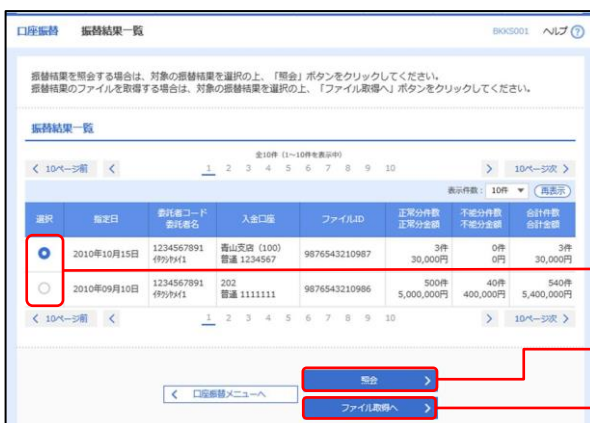 口座振替 振替結果一覧 BKKS001 ヘルプ ?
振替結果を照会する場合は、対象の振替結果を選択の上、「照会」ボタンをクリックしてください。
振替結果のファイルを取得する場合は、対象の振替結果を選択の上、「ファイル取得へ」ボタンをクリックしてください。
振替結果一覧
全10件（1～10件を表示中）
< 10ページ前 < 1 2 3 4 5 6 7 8 9 10 > 10ページ次 >
表示件数： 10件 ▼ (再表示)
選択 指定日 委託者コード 入金口座 ファイルID 正常分件数 不能分件数 合計件数
委託者名 正常分金額 不能分金額 合計金額
2010年10月15日 1234567891 青山支店（100） 9876543210987 3件 0件 3件
普通 1234567 30,000円 0円 30,000円
2010年09月10日 1234567891 202 9876543210986 500件 40件 540件
普通 1111111 5,000,000円 400,000円 5,400,000円
< 10ページ前 < 1 2 3 4 5 6 7 8 9 10 > 10ページ次 >
照会 >
< 口座振替メニューへ
ファイル取得へ >